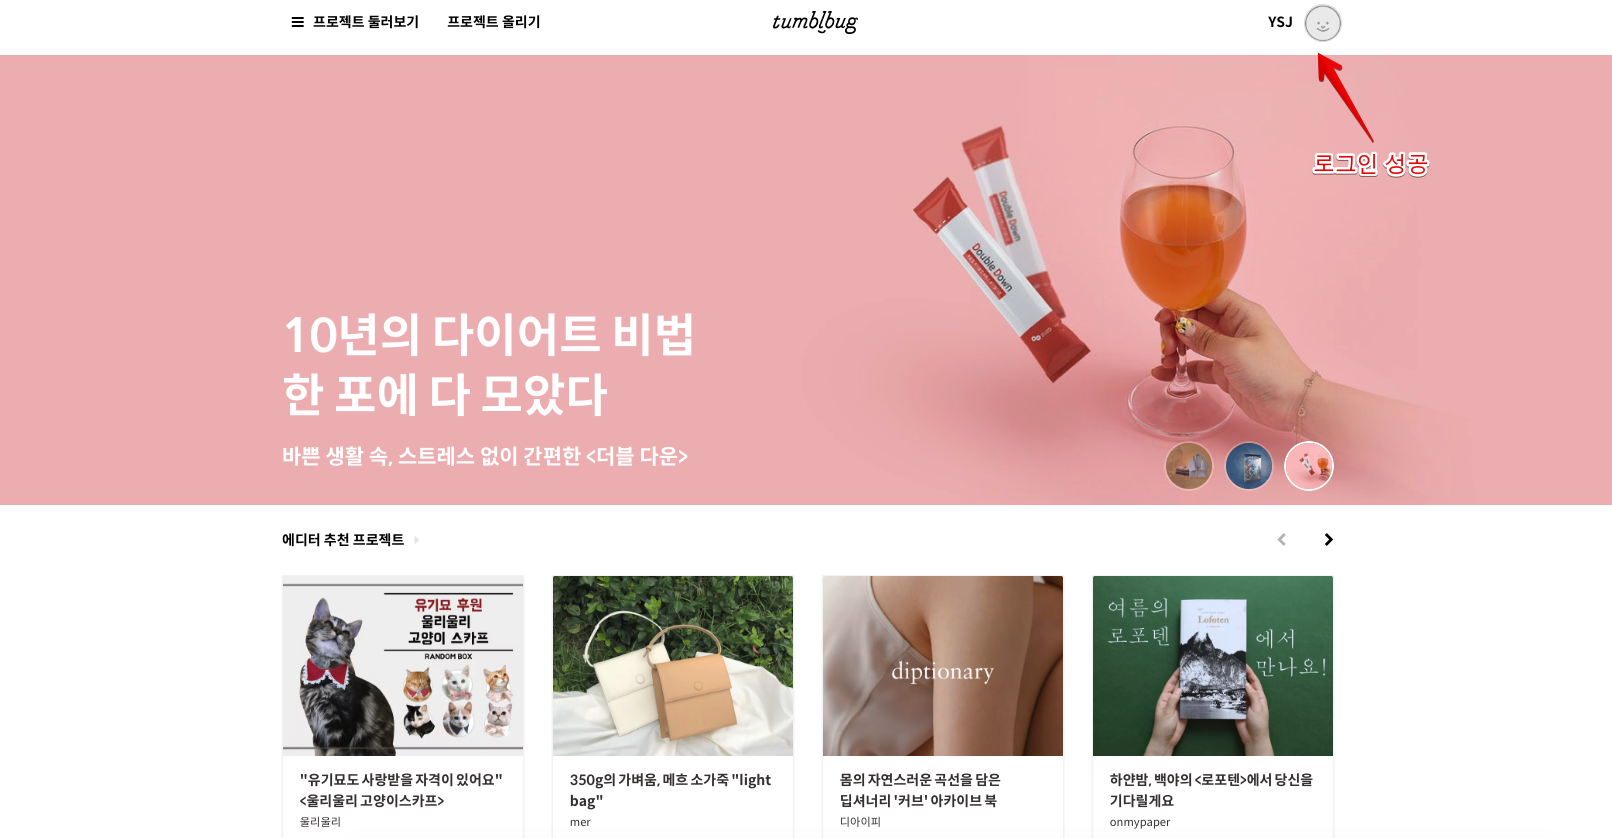 프로젝트 둘러보기
프로젝트 올리기
tumblbug
YSJ
로그인 성공
Double Down
Double Down
10년의 다이어트 비법
한 포에 다 모았다
바쁜 생활 속, 스트레스 없이 간편한 <더블 다운>
에디터 추천 프로젝트
유기묘 후원
울리울리
고양이 스카프
RANDOM BOX
diptionary
여름의
로포텐
Lofoten
에서
만나요!
"유기묘도 사랑받을 자격이 있어요"
<울리울리 고양이스카프>
울리울리
350g의 가벼움, 메흐 소가죽 "light
bag"
mer
몸의 자연스러운 곡선을 담은
딥셔너리 '커브' 아카이브 북
디아이피
하얀밤, 백야의 <로포텐>에서 당신을
기다릴게요
onmypaper